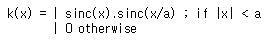 k(x) = | sinc(x).sinc(x/a) ; if |x| < a
| 0 otherwise